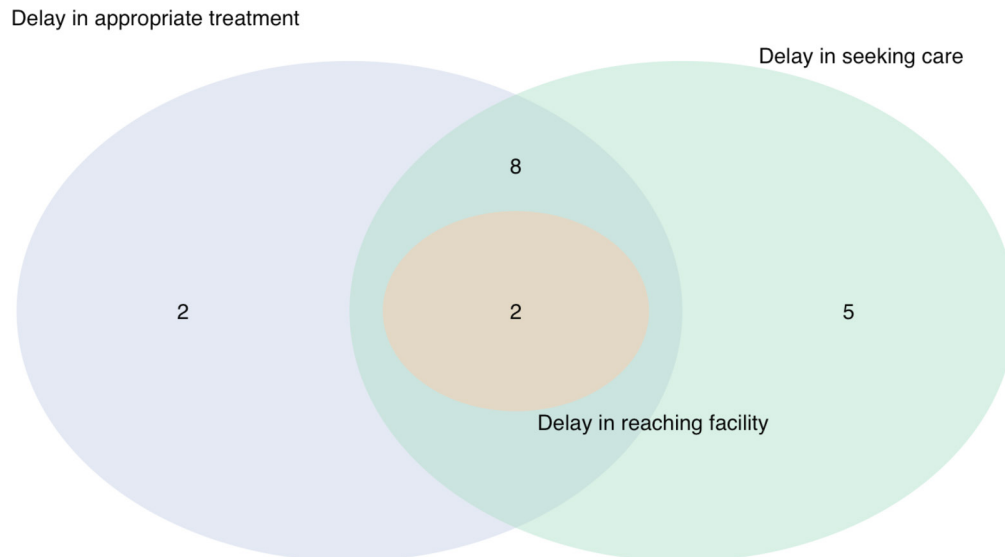 Delay in appropriate treatment
Delay in seeking care
8
2
2
5
Delay in reaching facility